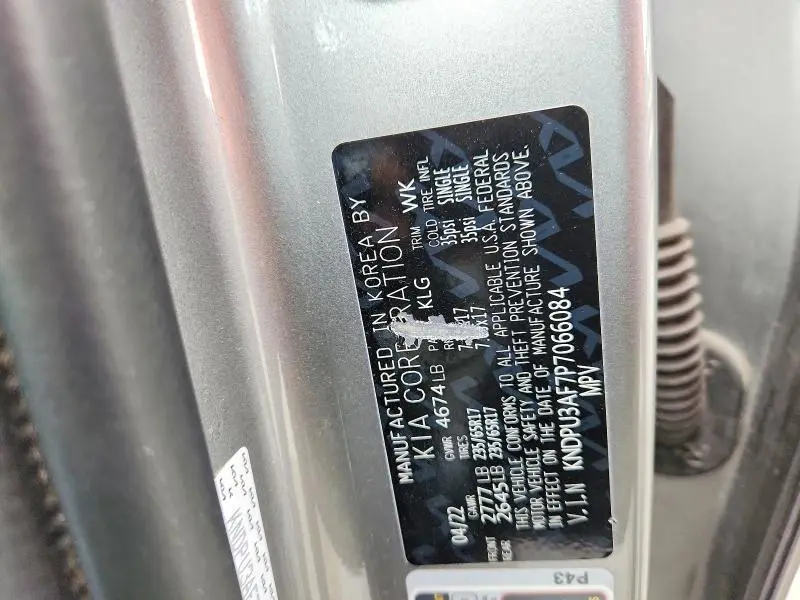 MANUFACTURED IN KOREA BY
KIA CORPORATION
04/22 GVWR 4674 LB KLG TRIM WK
GAWR TIRES COLD TIRE INFL
FRONT 2777 LB 235/65R17 35psi SINGLE
REAR 2645 LB 235/65R17 35psi SINGLE
THIS VEHICLE CONFORMS TO ALL APPLICABLE U.S.A. FEDERAL
MOTOR VEHICLE SAFETY AND THEFT PREVENTION STANDARDS
IN EFFECT ON THE DATE OF MANUFACTURE SHOWN ABOVE.
V.I.N KNDPU3AF7P7066084
MPV
P43